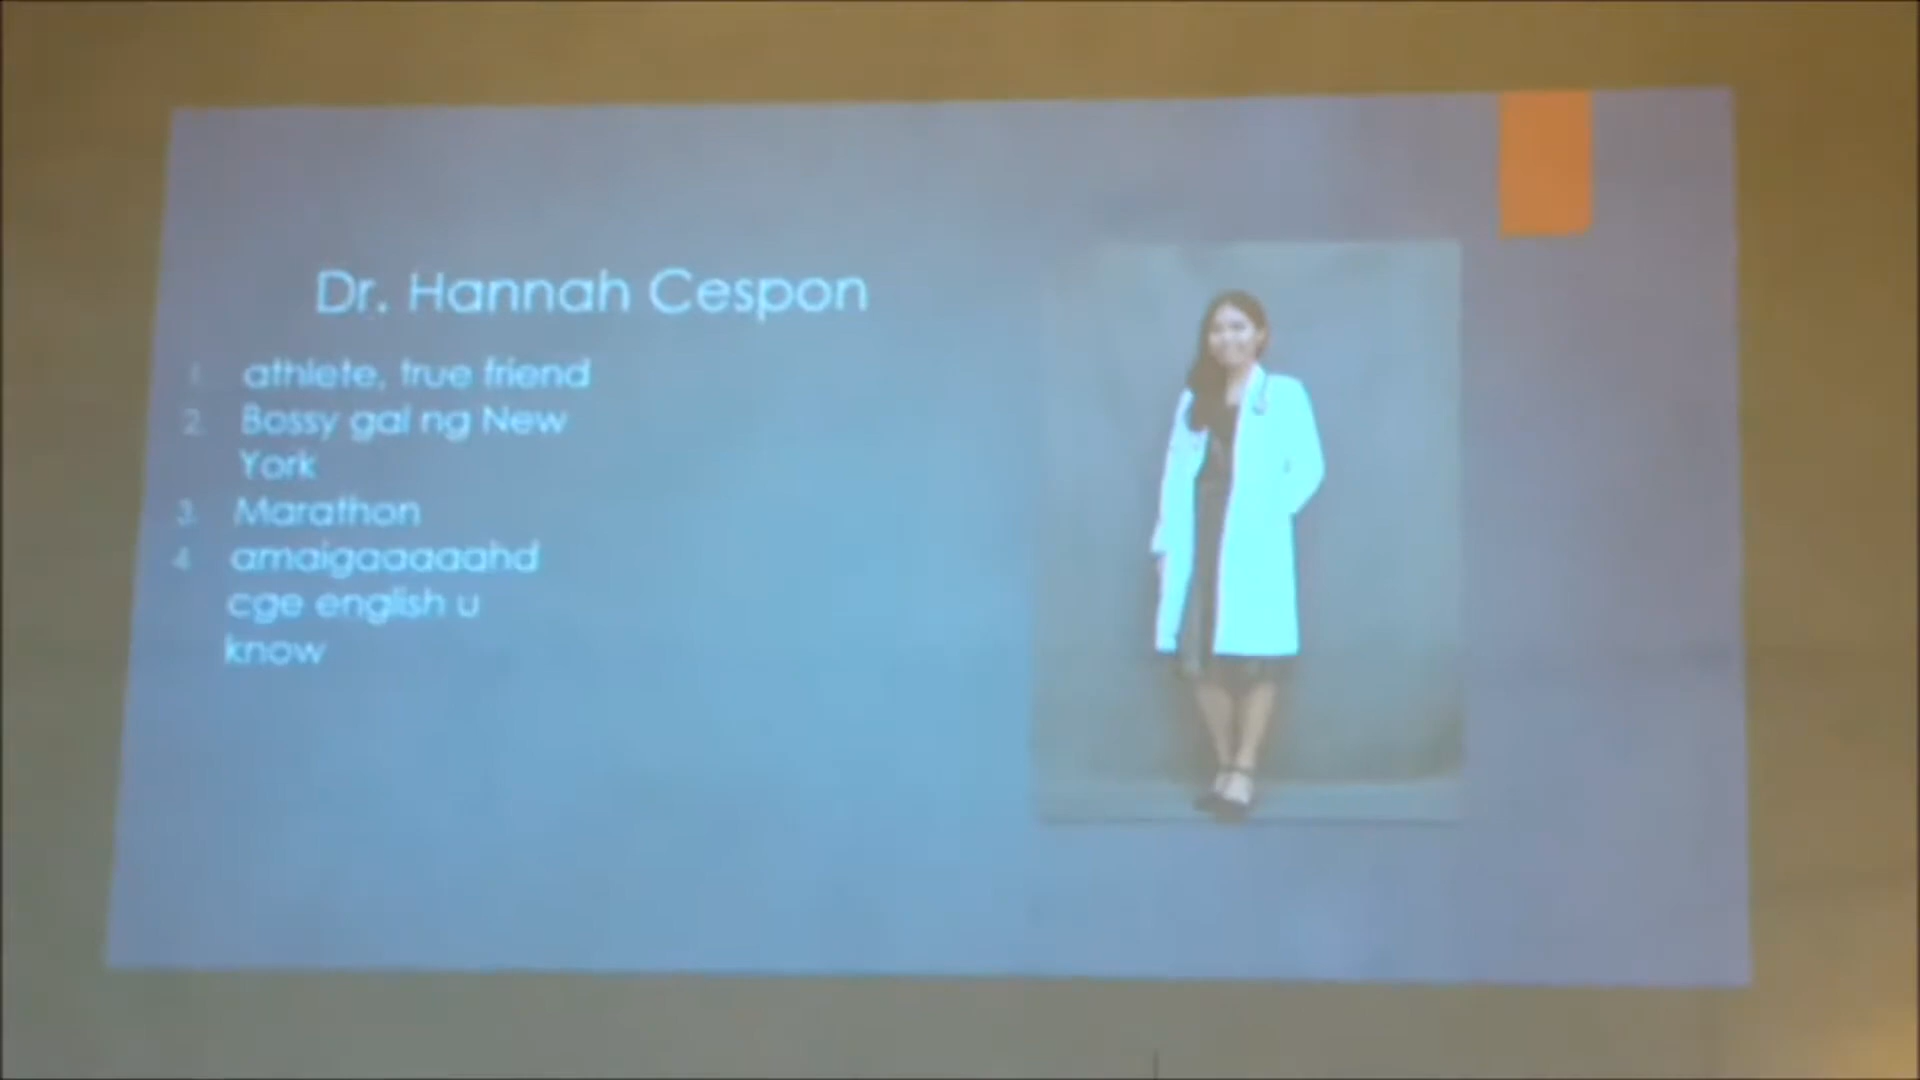 Dr. Hannah Cespon
1. athlete, true friend
2. Bossy gal ng New
York
3. Marathon
4. amaigaaaaahd
cge english u
know